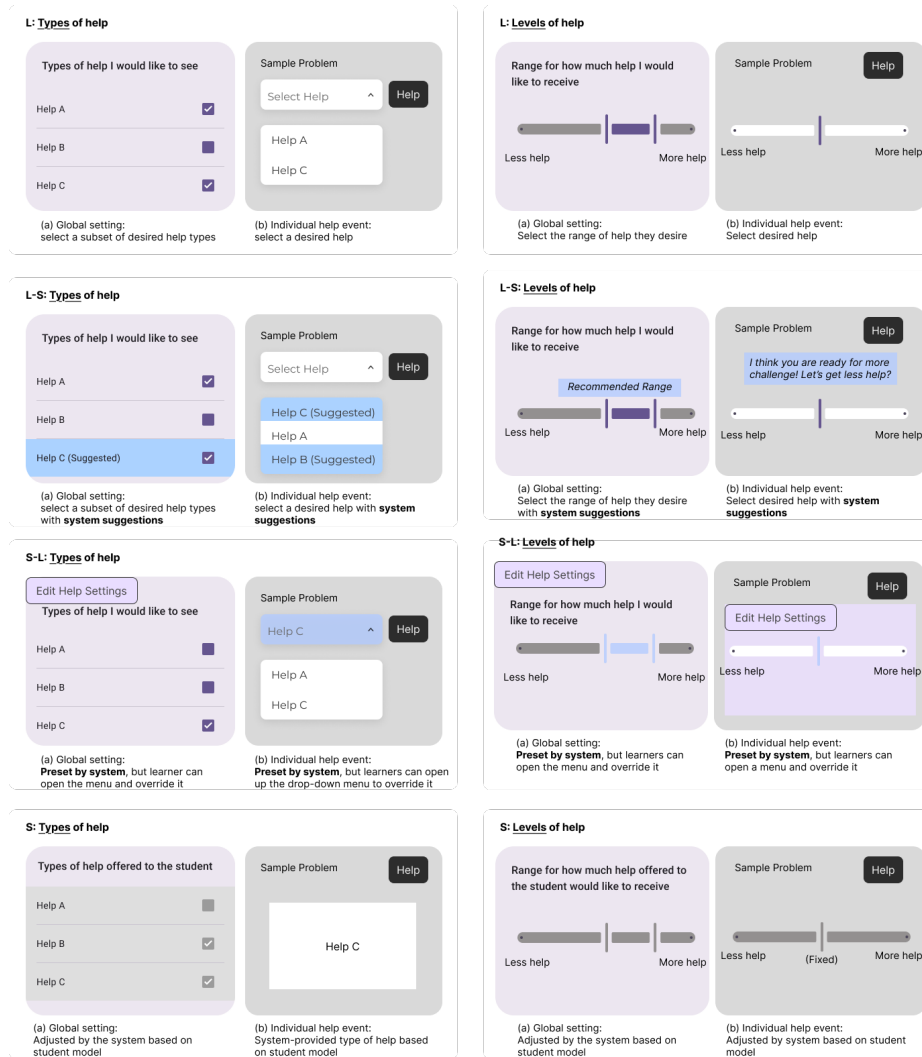 L: Types of help
Types of help I would like to see
Help A
Help B
Help C
(a) Global setting:
select a subset of desired help types
Sample Problem
Select Help
Help
Help A
Help C
(b) Individual help event:
select a desired help
L: Levels of help
Range for how much help I would
like to receive
Less help
More help
(a) Global setting:
Select the range of help they desire
Sample Problem
Help
Less help
More help
(b) Individual help event:
Select desired help
L-S: Types of help
Types of help I would like to see
Help A
Help B
Help C (Suggested)
(a) Global setting:
select a subset of desired help types
with system suggestions
Sample Problem
Select Help
Help
Help C (Suggested)
Help A
Help B (Suggested)
(b) Individual help event:
select a desired help with system
suggestions
L-S: Levels of help
Range for how much help I would
like to receive
Recommended Range
Less help
More help
(a) Global setting:
Select the range of help they desire
with system suggestions
Sample Problem
Help
I think you are ready for more
challenge! Let's get less help?
Less help
More help
(b) Individual help event:
Select desired help with system
suggestions
S-L: Types of help
Edit Help Settings
Types of help I would like to see
Help A
Help B
Help C
(a) Global setting:
Preset by system, but learner can
open the menu and override it
Sample Problem
Help C
Help
Help A
Help C
(b) Individual help event:
Preset by system, but learners can open
up the drop-down menu to override it
S-L: Levels of help
Edit Help Settings
Range for how much help I would
like to receive
Less help
More help
(a) Global setting:
Preset by system, but learners can
open the menu and override it
Sample Problem
Help
Edit Help Settings
Less help
More help
(b) Individual help event:
Preset by system, but learners can
open a menu and override it
S: Types of help
Types of help offered to the student
Help A
Help B
Help C
(a) Global setting:
Adjusted by the system based on
student model
Sample Problem
Help
Help C
(b) Individual help event:
System-provided type of help based
on student model
S: Levels of help
Range for how much help offered to
the student would like to receive
Less help
More help
(a) Global setting:
Adjusted by the system based on
student model
Sample Problem
Help
Less help
(Fixed)
More help
(b) Individual help event:
Adjusted by system based on student
model